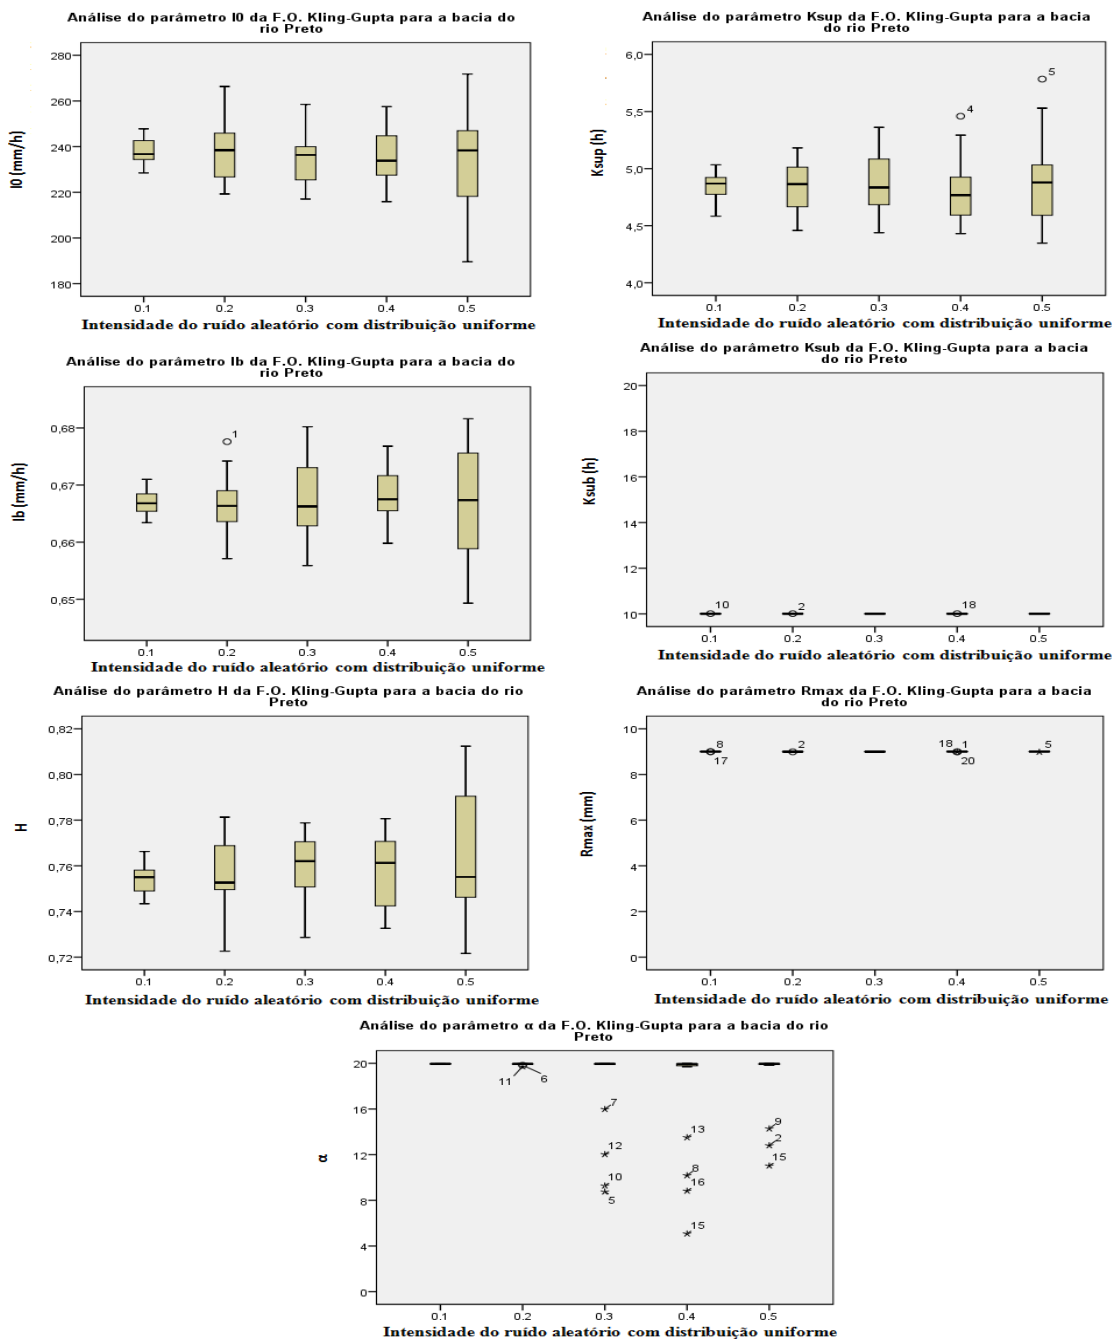 Análise do parâmetro I0 da F.O. Kling-Gupta para a bacia do
rio Preto
I0 (mm/h)
280
260
240
220
200
180
0.1 0.2 0.3 0.4 0.5
Intensidade do ruído aleatório com distribuição uniforme
Análise do parâmetro Ksup da F.O. Kling-Gupta para a bacia
do rio Preto
Ksup (h)
6,0
5,5
5,0
4,5
4,0
4
5
0.1 0.2 0.3 0.4 0.5
Intensidade do ruído aleatório com distribuição uniforme
Análise do parâmetro Ib da F.O. Kling-Gupta para a bacia do
rio Preto
Ib (mm/h)
0,68
0,67
0,66
0,65
1
0.1 0.2 0.3 0.4 0.5
Intensidade do ruído aleatório com distribuição uniforme
Análise do parâmetro Ksub da F.O. Kling-Gupta para a bacia
do rio Preto
Ksub (h)
20
18
16
14
12
10
10 2 18
0.1 0.2 0.3 0.4 0.5
Intensidade do ruído aleatório com distribuição uniforme
Análise do parâmetro H da F.O. Kling-Gupta para a bacia do rio
Preto
H
0,82
0,80
0,78
0,76
0,74
0,72
0.1 0.2 0.3 0.4 0.5
Intensidade do ruído aleatório com distribuição uniforme
Análise do parâmetro Rmax da F.O. Kling-Gupta para a bacia
do rio Preto
Rmax (mm)
10
8
6
4
2
0
8 2 18 1 5
17 20
0.1 0.2 0.3 0.4 0.5
Intensidade do ruído aleatório com distribuição uniforme
Análise do parâmetro α da F.O. Kling-Gupta para a bacia do rio
Preto
α
20
16
12
8
4
0
11 6
7
12
10
5
13
8
16
15
9
2
15
0.1 0.2 0.3 0.4 0.5
Intensidade do ruído aleatório com distribuição uniforme